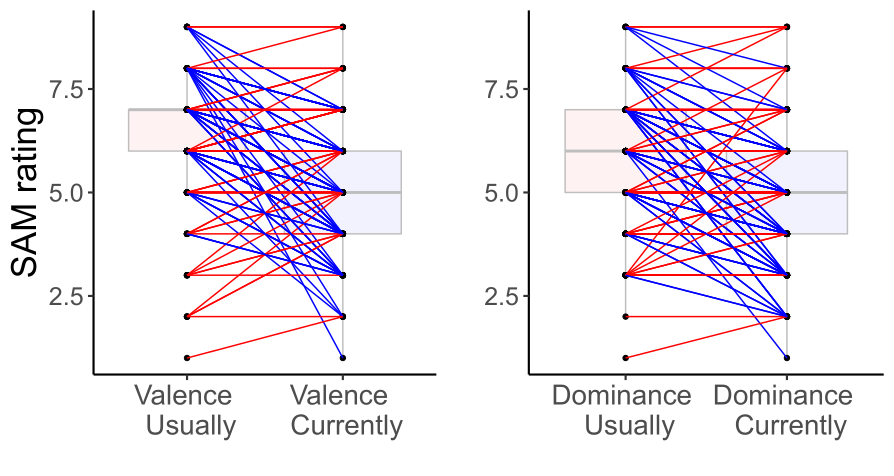 SAM rating
7.5
5.0
2.5
Valence
Usually
Valence
Currently
7.5
5.0
2.5
Dominance
Usually
Dominance
Currently